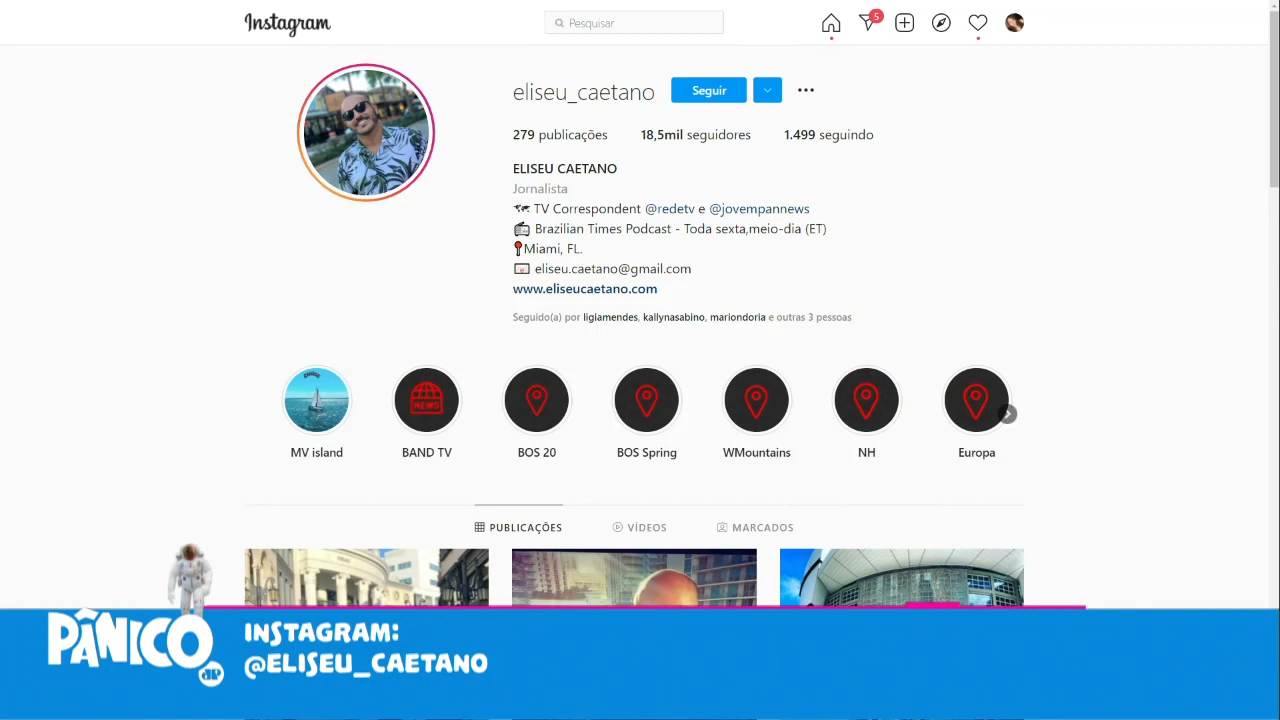 Instagram
Pesquisar
5
eliseu_caetano
Seguir
279 publicações 18,5mil seguidores 1.499 seguindo
ELISEU CAETANO
Jornalista
TV Correspondent @redetv e @jovempannews
Brazilian Times Podcast - Toda sexta,meio-dia (ET)
Miami, FL.
eliseu.caetano@gmail.com
www.eliseucaetano.com
Seguido(a) por ligiamendes, kallynasabino, mariondoria e outras 3 pessoas
NEWS
MV island
BAND TV
BOS 20
BOS Spring
WMountains
NH
Europa
PUBLICAÇÕES
VÍDEOS
MARCADOS
PÂNICO
JP
INSTAGRAM:
@ELISEU_CAETANO